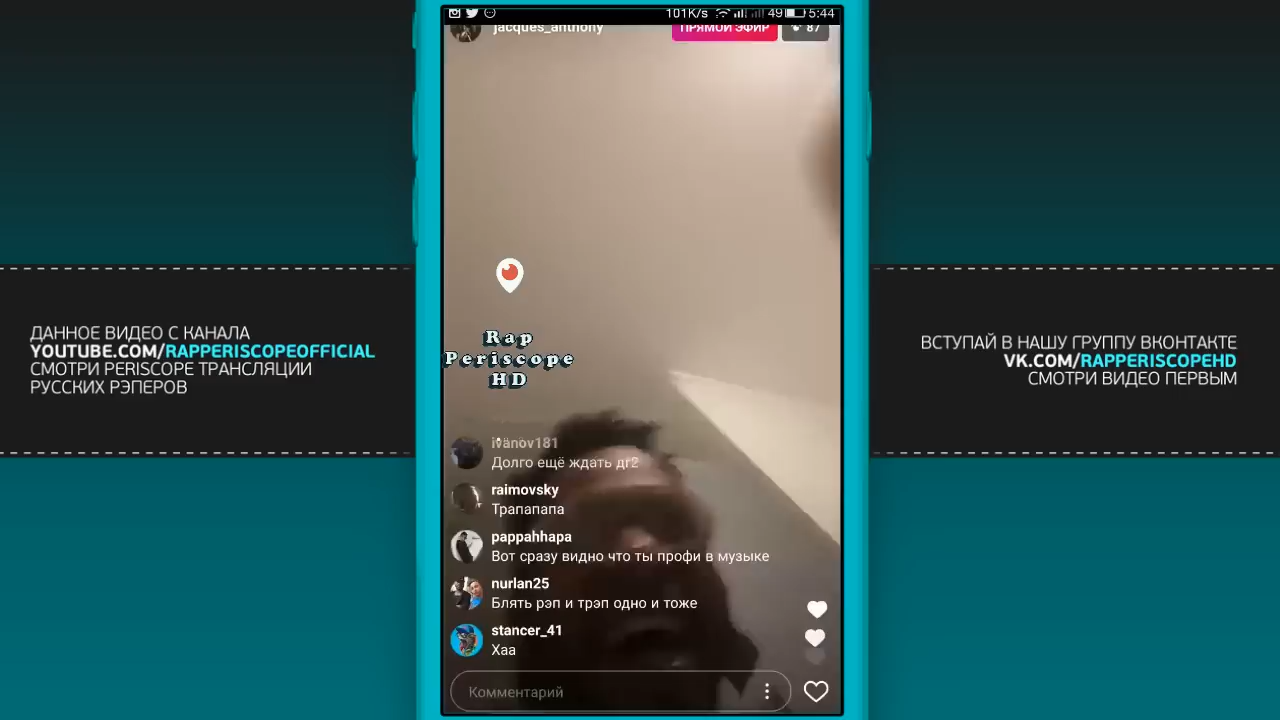 101K/s 49 5:44
jacques_anthony ПРЯМОЙ ЭФИР 87
ДАННОЕ ВИДЕО С КАНАЛА
YOUTUBE.COM/RAPPERISCOPEOFFICIAL
СМОТРИ PERISCOPE ТРАНСЛЯЦИИ
РУССКИХ РЭПЕРОВ
Rap
Periscope
HD
ВСТУПАЙ В НАШУ ГРУППУ ВКОНТАКТЕ
VK.COM/RAPPERISCOPEHD
СМОТРИ ВИДЕО ПЕРВЫМ
ivanov181
Долго ещё ждать дг2
raimovsky
Трапапапа
pappahhapa
Вот сразу видно что ты профи в музыке
nurlan25
Блять рэп и трэп одно и тоже
stancer_41
Хаа
Комментарий